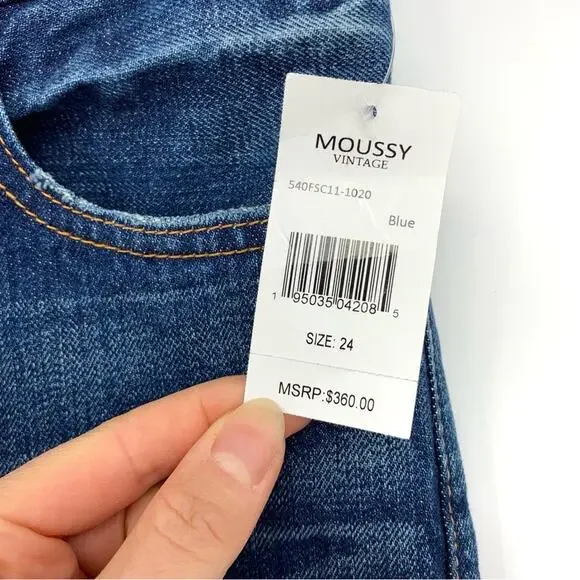 MOUSSY
VINTAGE
540FSC11-1020
Blue
1 95035 04208 5
SIZE: 24
MSRP:$360.00